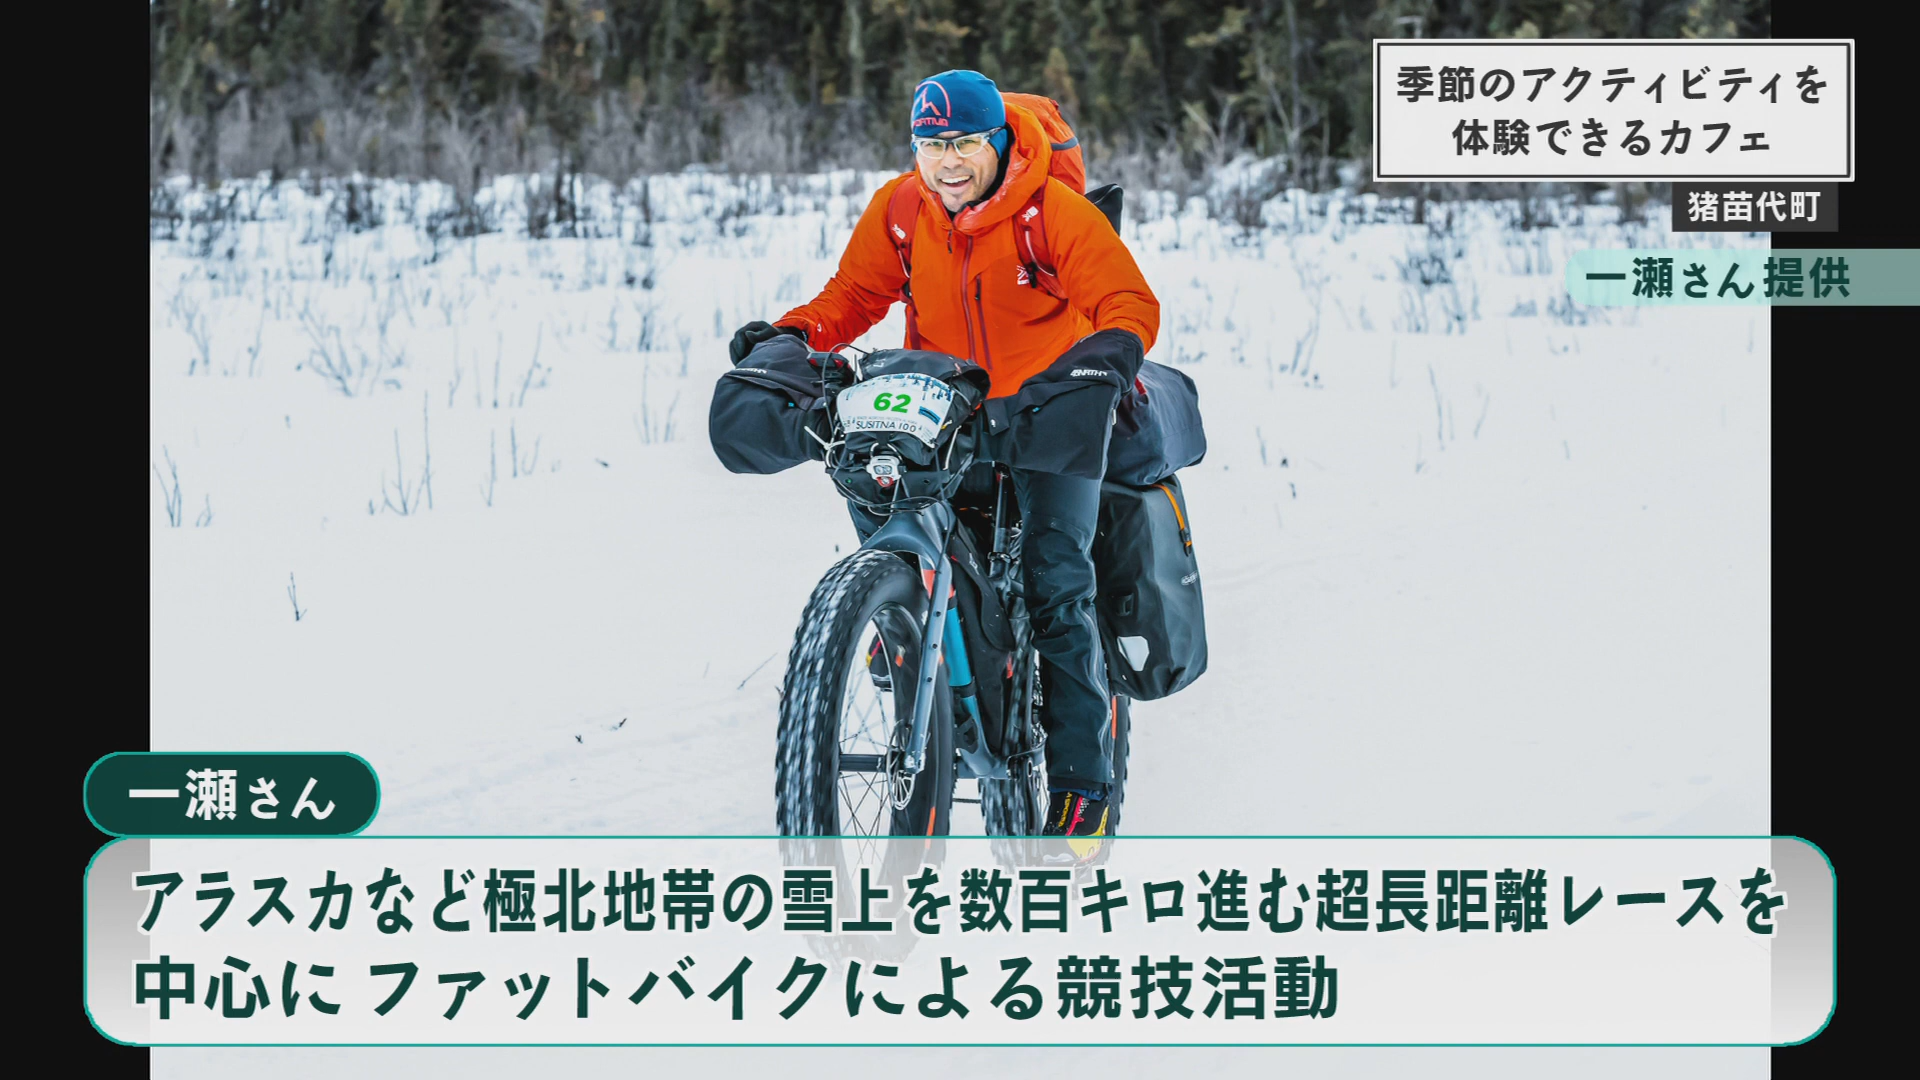 季節のアクティビティを
体験できるカフェ
猪苗代町
一瀬さん提供
62
SUSITNA 100
45NRTH
一瀬さん
アラスカなど極北地帯の雪上を数百キロ進む超長距離レースを
中心に ファットバイクによる競技活動